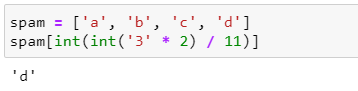 spam = ['a', 'b', 'c', 'd']
spam[int(int('3' * 2) / 11)]
'd'